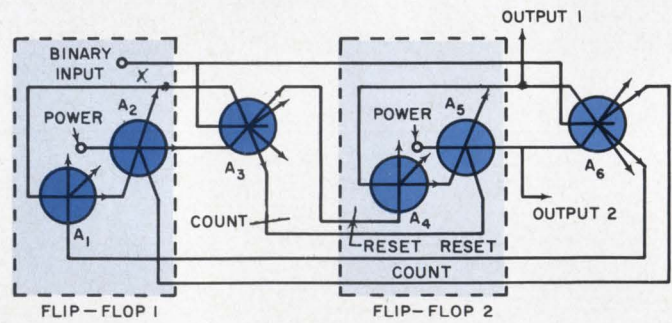 OUTPUT 1
BINARY
INPUT
X
A2
A5
POWER
POWER
A3
A6
COUNT
A4
OUTPUT 2
A1
RESET RESET
COUNT
FLIP-FLOP 1
FLIP-FLOP 2